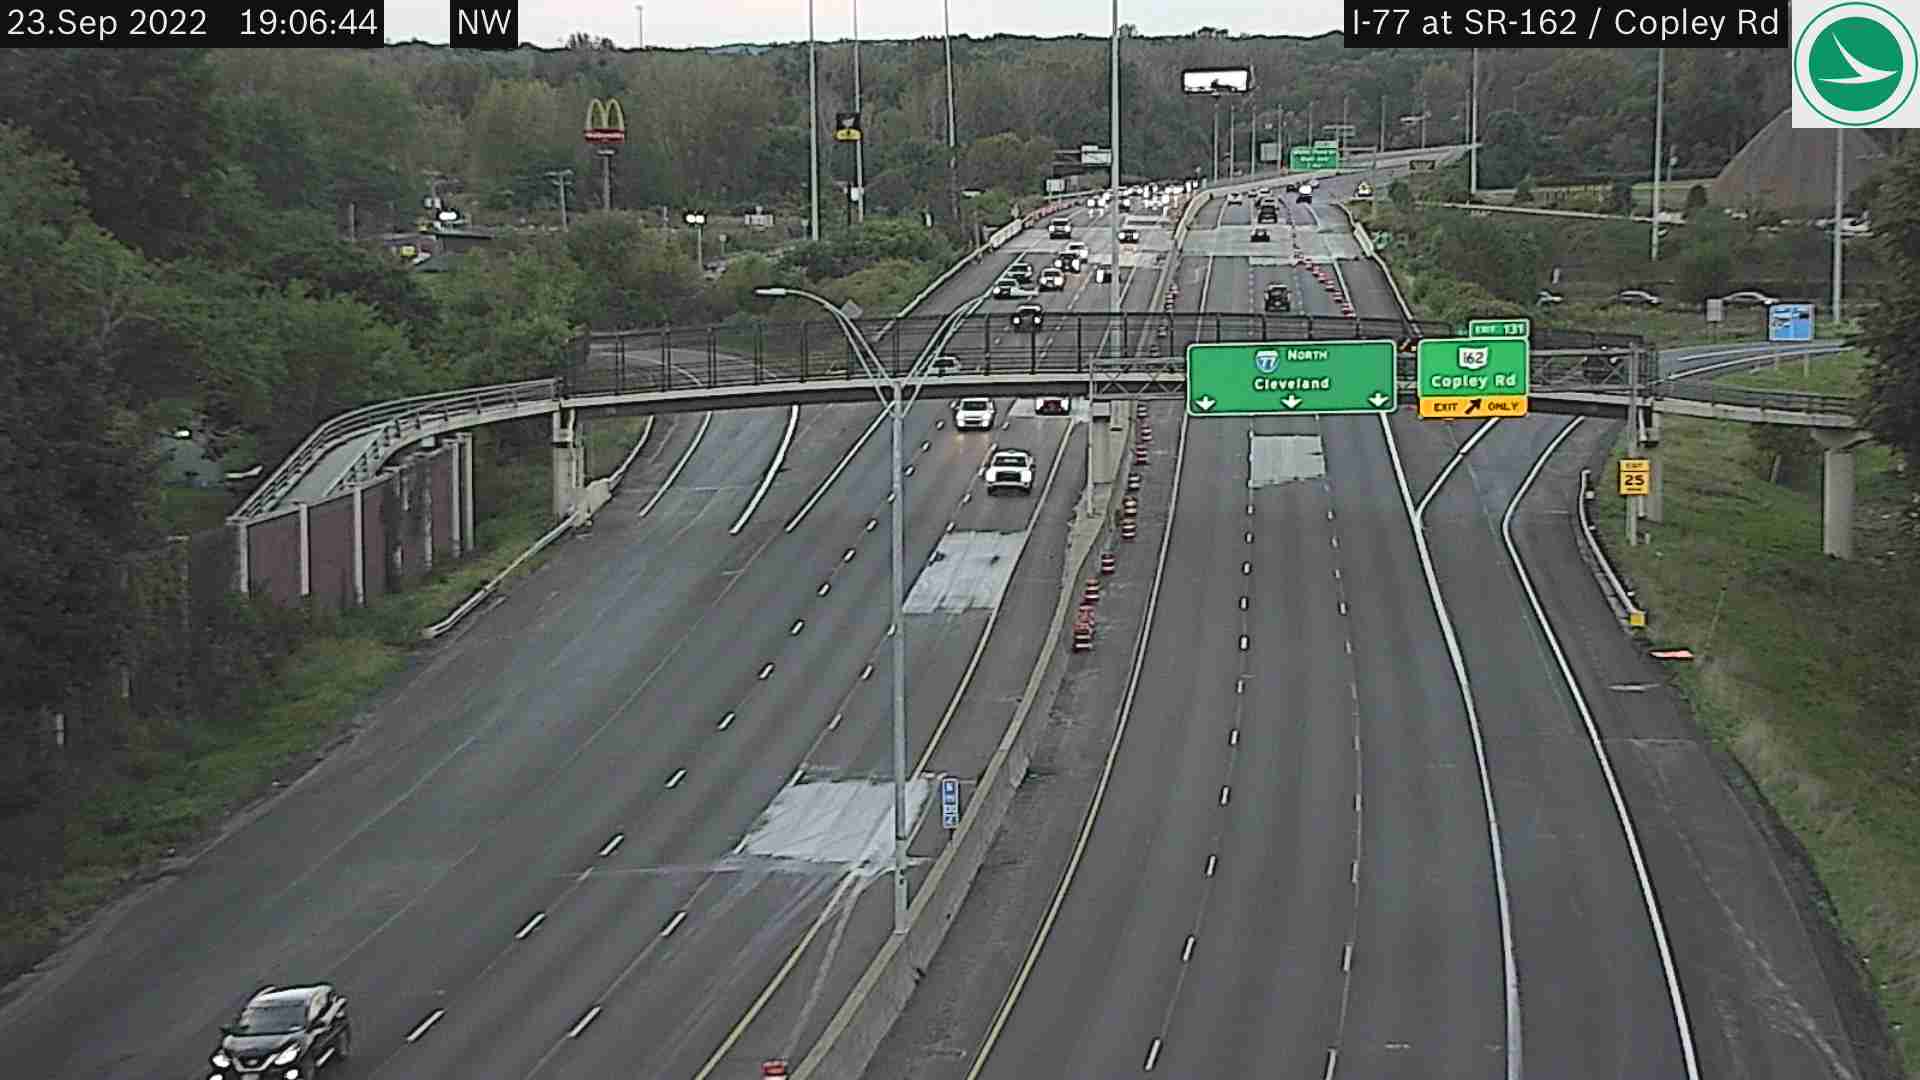 23.Sep 2022 19:06:44
NW
I-77 at SR-162 / Copley Rd
McDonald's
EXIT 131
77 NORTH
Cleveland
162
Copley Rd
EXIT ONLY
EXIT
25